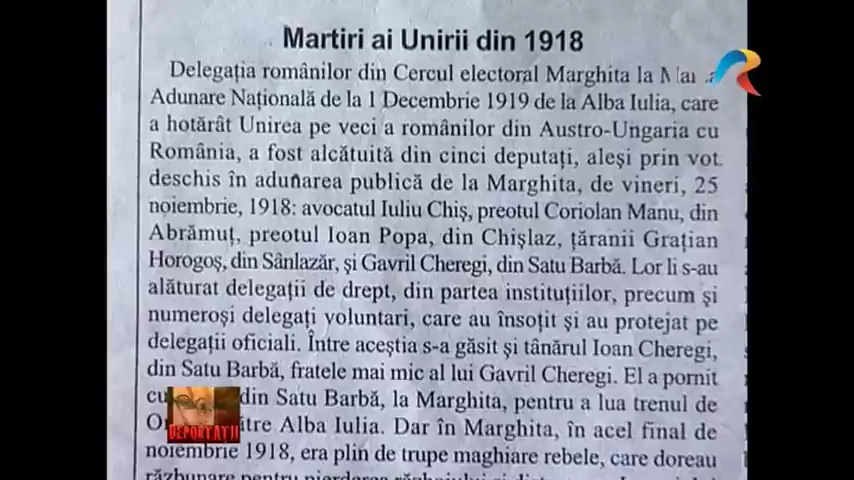 Martiri ai Unirii din 1918
Delegația românilor din Cercul electoral Marghita la
Adunare Națională de la 1 Decembrie 1919 de la Alba Iulia, care
a hotărât Unirea pe veci a românilor din Austro-Ungaria cu
România, a fost alcătuită din cinci deputați, aleși prin vot
deschis în adunarea publică de la Marghita, de vineri, 25
noiembrie, 1918: avocatul Iuliu Chiș, preotul Coriolan Manu, din
Abrămuț, preotul Ioan Popa, din Chișlaz, țăranii Grațian
Horogoș, din Sânlazăr, și Gavril Cheregi, din Satu Barbă. Lor li s-au
alăturat delegații de drept, din partea instituțiilor, precum și
numeroși delegați voluntari, care au însoțit și au protejat pe
delegații oficiali. Între aceștia s-a găsit și tânărul Ioan Cheregi,
din Satu Barbă, fratele mai mic al lui Gavril Cheregi. El a pornit
din Satu Barbă, la Marghita, pentru a lua trenul de
Alba Iulia. Dar în Marghita, în acel final de
noiembrie 1918, era plin de trupe maghiare rebele, care doreau
răzbunare pentru pierderea războiului și
DEPORTAȚII